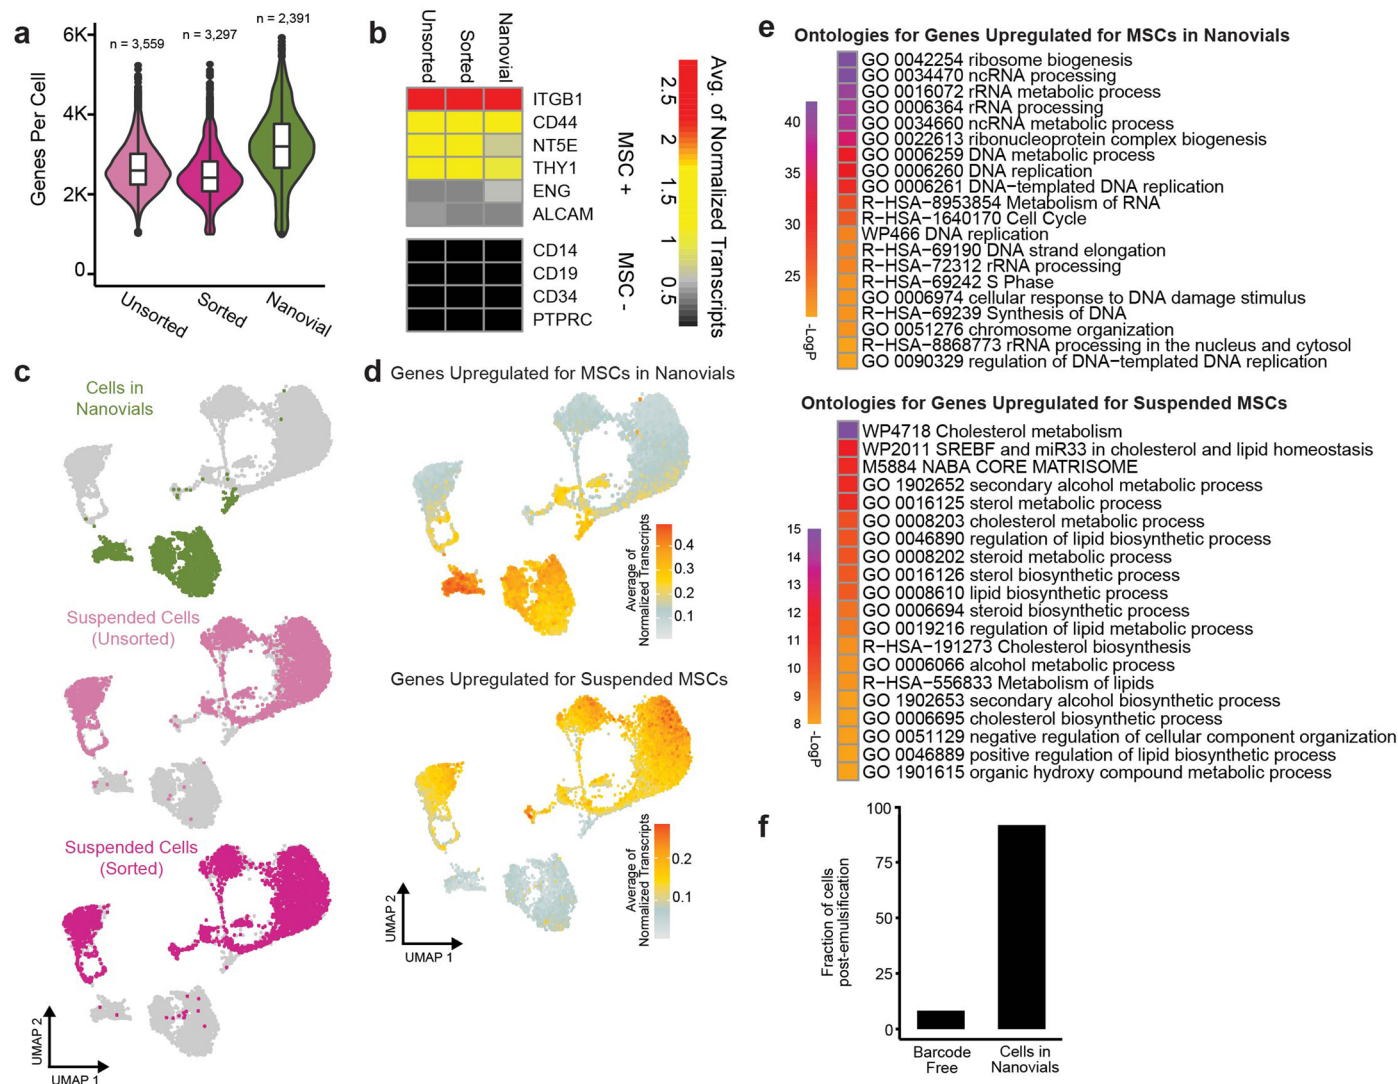 a
n = 3,559
n = 3,297
n = 2,391
6K
4K
2K
0
Genes Per Cell
Unsorted
Sorted
Nanovial
b
Unsorted
Sorted
Nanovial
ITGB1
CD44
NT5E
THY1
ENG
ALCAM
MSC +
CD14
CD19
CD34
PTPRC
MSC -
2.5
2
1.5
1
0.5
Avg. of Normalized Transcripts
c
Cells in
Nanovials
Suspended Cells
(Unsorted)
Suspended Cells
(Sorted)
UMAP 2
UMAP 1
d
Genes Upregulated for MSCs in Nanovials
Average of
Normalized Transcripts
0.4
0.3
0.2
0.1
Genes Upregulated for Suspended MSCs
Average of
Normalized Transcripts
0.2
0.1
UMAP 2
UMAP 1
e
Ontologies for Genes Upregulated for MSCs in Nanovials
GO 0042254 ribosome biogenesis
GO 0034470 ncRNA processing
GO 0016072 rRNA metabolic process
GO 0006364 rRNA processing
GO 0034660 ncRNA metabolic process
GO 0022613 ribonucleoprotein complex biogenesis
GO 0006259 DNA metabolic process
GO 0006260 DNA replication
GO 0006261 DNA−templated DNA replication
R−HSA−8953854 Metabolism of RNA
R−HSA−1640170 Cell Cycle
WP466 DNA replication
R−HSA−69190 DNA strand elongation
R−HSA−72312 rRNA processing
R−HSA−69242 S Phase
GO 0006974 cellular response to DNA damage stimulus
R−HSA−69239 Synthesis of DNA
GO 0051276 chromosome organization
R−HSA−8868773 rRNA processing in the nucleus and cytosol
GO 0090329 regulation of DNA−templated DNA replication
40
35
30
25
-LogP
Ontologies for Genes Upregulated for Suspended MSCs
WP4718 Cholesterol metabolism
WP2011 SREBF and miR33 in cholesterol and lipid homeostasis
M5884 NABA CORE MATRISOME
GO 1902652 secondary alcohol metabolic process
GO 0016125 sterol metabolic process
GO 0008203 cholesterol metabolic process
GO 0046890 regulation of lipid biosynthetic process
GO 0008202 steroid metabolic process
GO 0016126 sterol biosynthetic process
GO 0008610 lipid biosynthetic process
GO 0006694 steroid biosynthetic process
GO 0019216 regulation of lipid metabolic process
R−HSA−191273 Cholesterol biosynthesis
GO 0006066 alcohol metabolic process
R−HSA−556833 Metabolism of lipids
GO 1902653 secondary alcohol biosynthetic process
GO 0006695 cholesterol biosynthetic process
GO 0051129 negative regulation of cellular component organization
GO 0046889 positive regulation of lipid biosynthetic process
GO 1901615 organic hydroxy compound metabolic process
15
14
13
12
11
10
9
8
-LogP
f
100
75
50
25
0
Fraction of cells
post-emulsification
Barcode
Free
Cells in
Nanovials